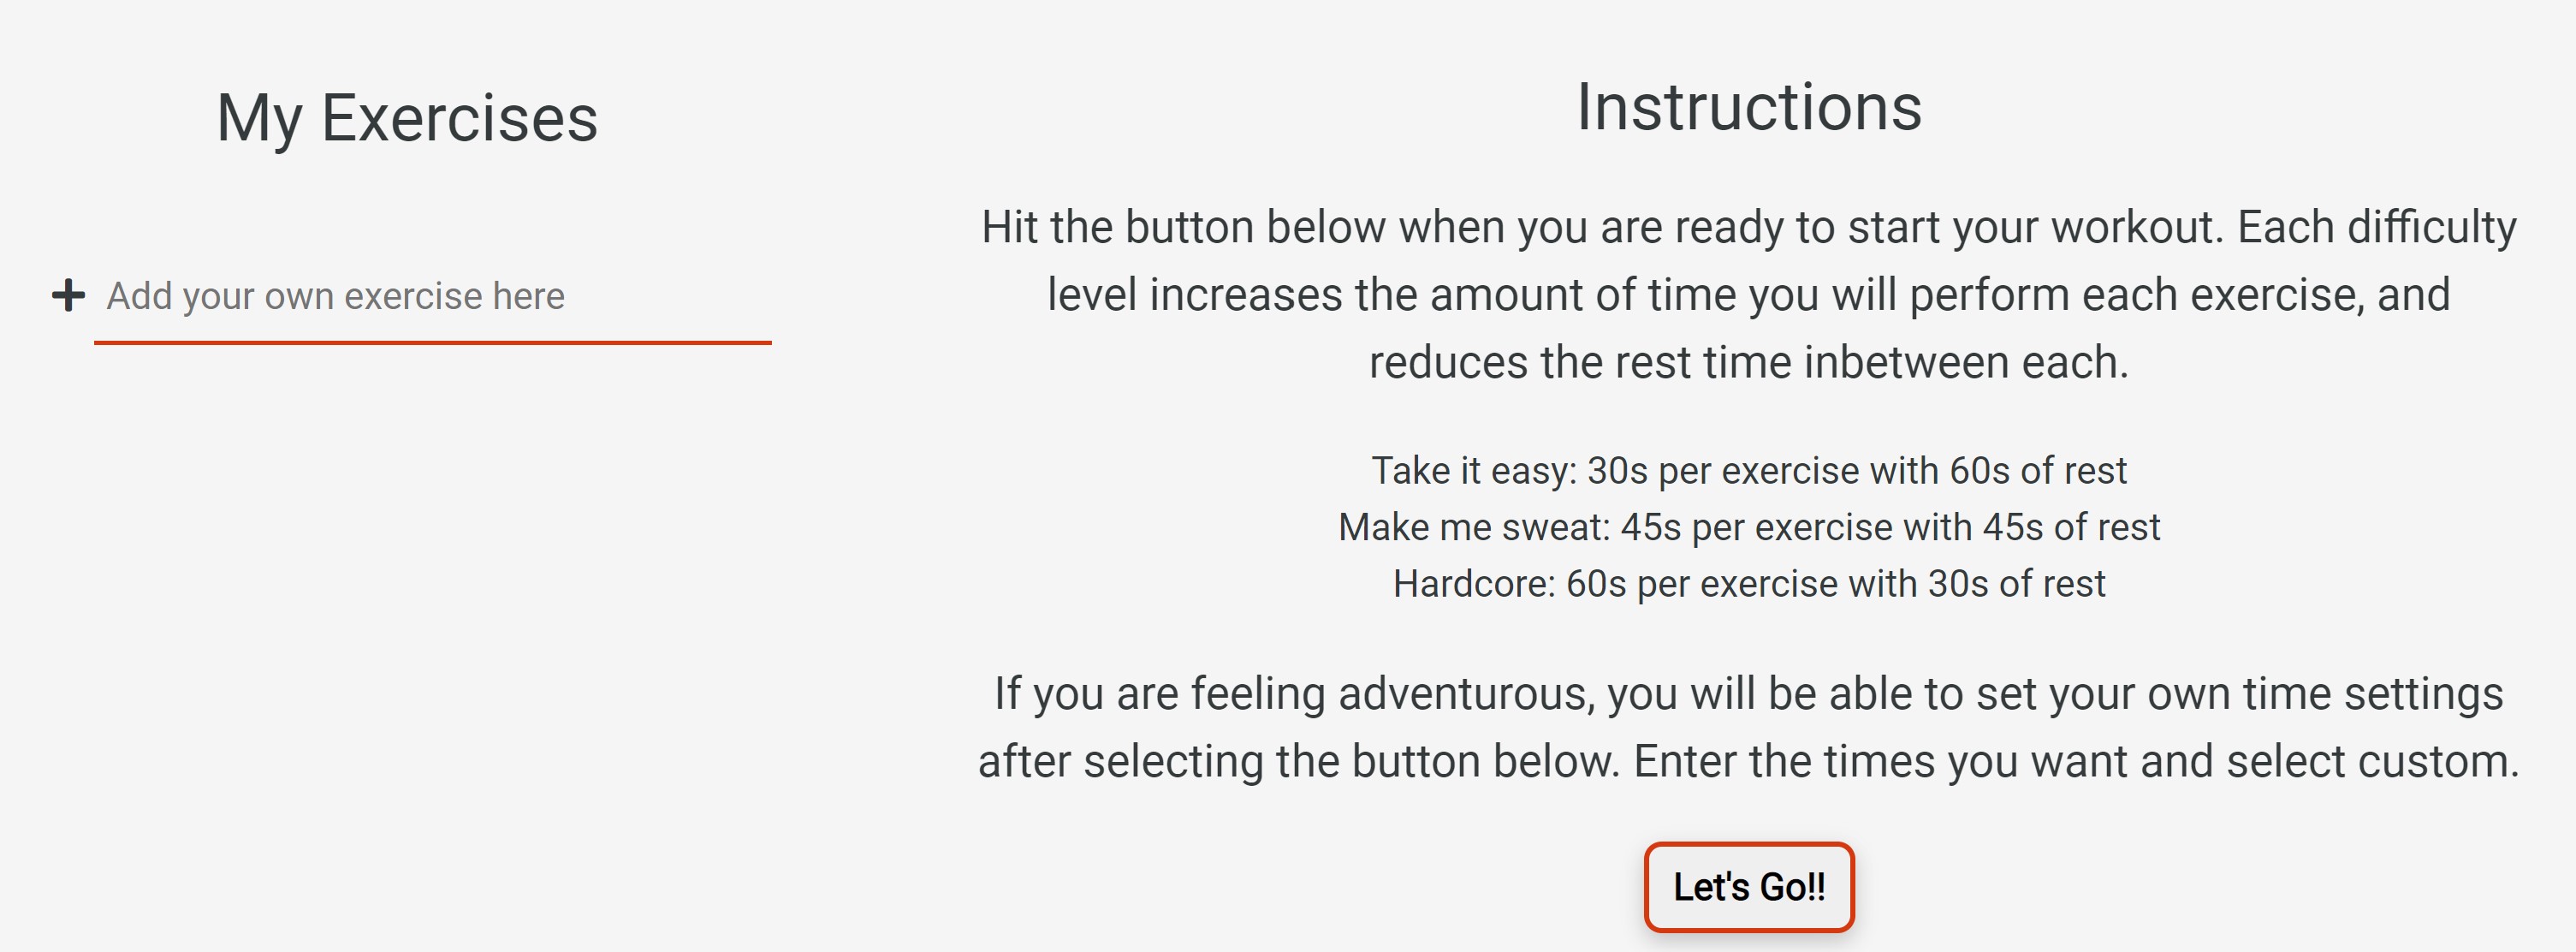 My Exercises
Add your own exercise here
Instructions
Hit the button below when you are ready to start your workout. Each difficulty
level increases the amount of time you will perform each exercise, and
reduces the rest time inbetween each.
Take it easy: 30s per exercise with 60s of rest
Make me sweat: 45s per exercise with 45s of rest
Hardcore: 60s per exercise with 30s of rest
If you are feeling adventurous, you will be able to set your own time settings
after selecting the button below. Enter the times you want and select custom.
Let's Go!!